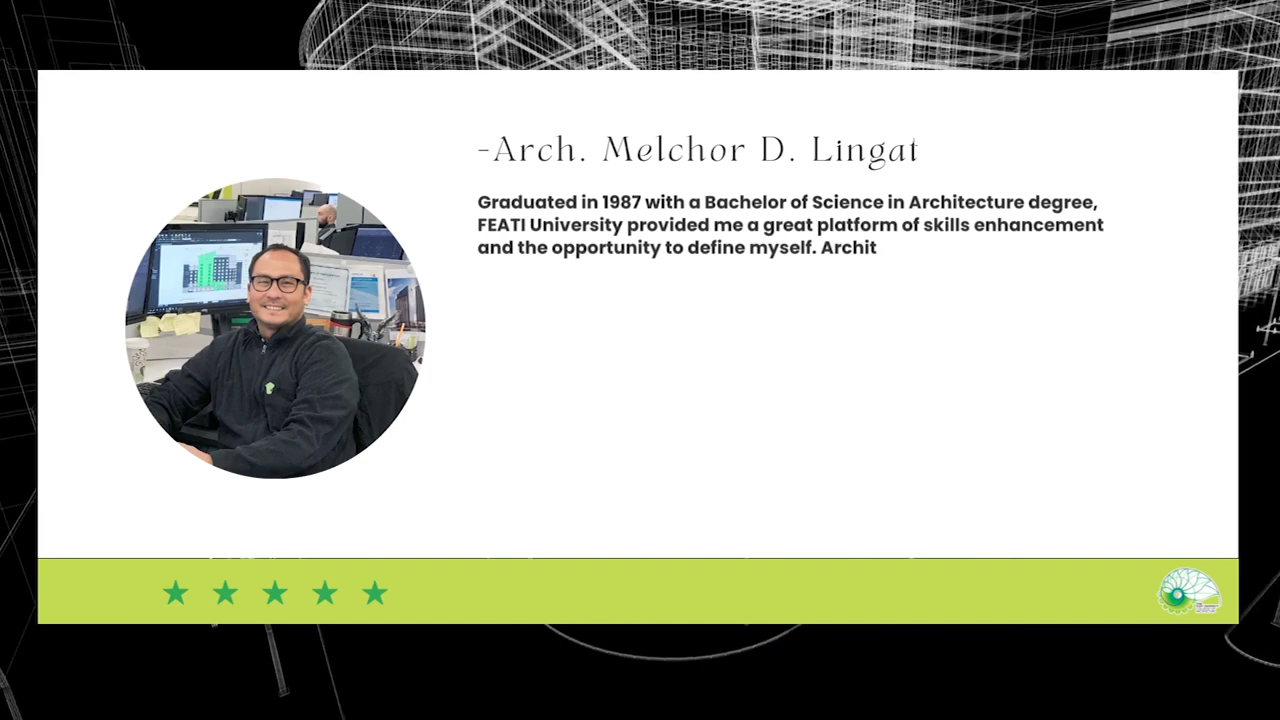 -Arch. Melchor D. Lingat
Graduated in 1987 with a Bachelor of Science in Architecture degree,
FEATI University provided me a great platform of skills enhancement
and the opportunity to define myself. Archit